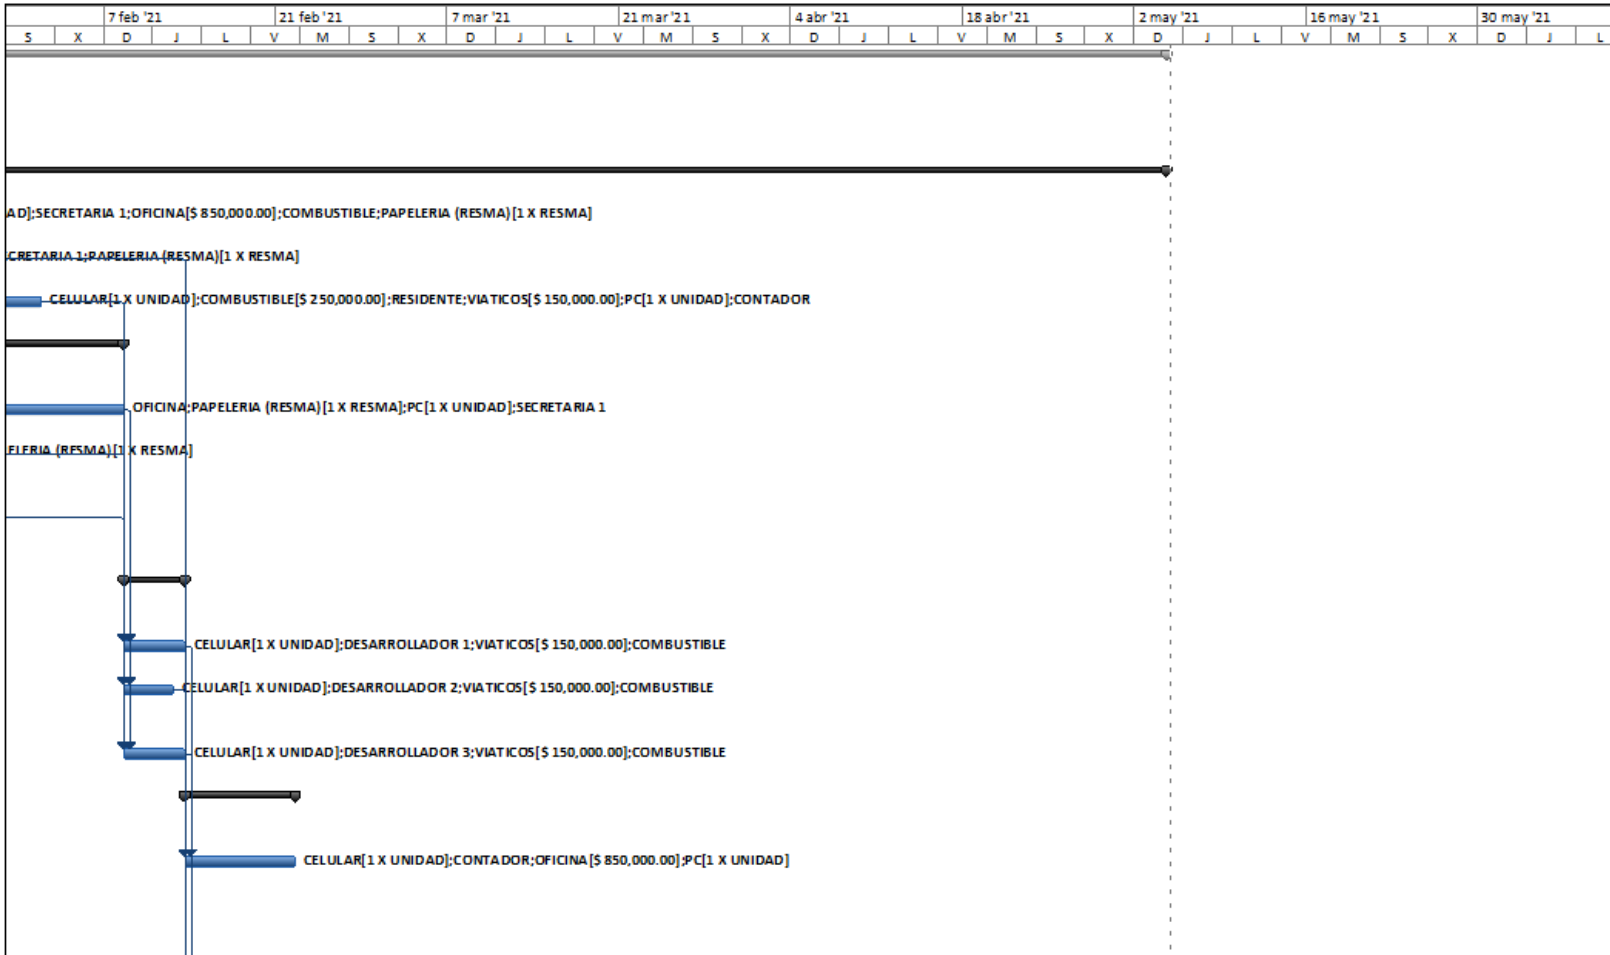 7 feb '21 21 feb '21 7 mar '21 21 mar '21 4 abr '21 18 abr '21 2 may '21 16 may '21 30 may '21
S X D J L V M S X D J L V M S X D J L V M S X D J L V M S X D J L
AD];SECRETARIA 1;OFICINA[$ 850,000.00];COMBUSTIBLE;PAPELERIA (RESMA)[1 X RESMA]
CRETARIA 1;PAPELERIA (RESMA)[1 X RESMA]
CELULAR[1 X UNIDAD];COMBUSTIBLE[$ 250,000.00];RESIDENTE;VIATICOS[$ 150,000.00];PC[1 X UNIDAD];CONTADOR
OFICINA;PAPELERIA (RESMA)[1 X RESMA];PC[1 X UNIDAD];SECRETARIA 1
ELERIA (RESMA)[1 X RESMA]
CELULAR[1 X UNIDAD];DESARROLLADOR 1;VIATICOS[$ 150,000.00];COMBUSTIBLE
CELULAR[1 X UNIDAD];DESARROLLADOR 2;VIATICOS[$ 150,000.00];COMBUSTIBLE
CELULAR[1 X UNIDAD];DESARROLLADOR 3;VIATICOS[$ 150,000.00];COMBUSTIBLE
CELULAR[1 X UNIDAD];CONTADOR;OFICINA[$ 850,000.00];PC[1 X UNIDAD]